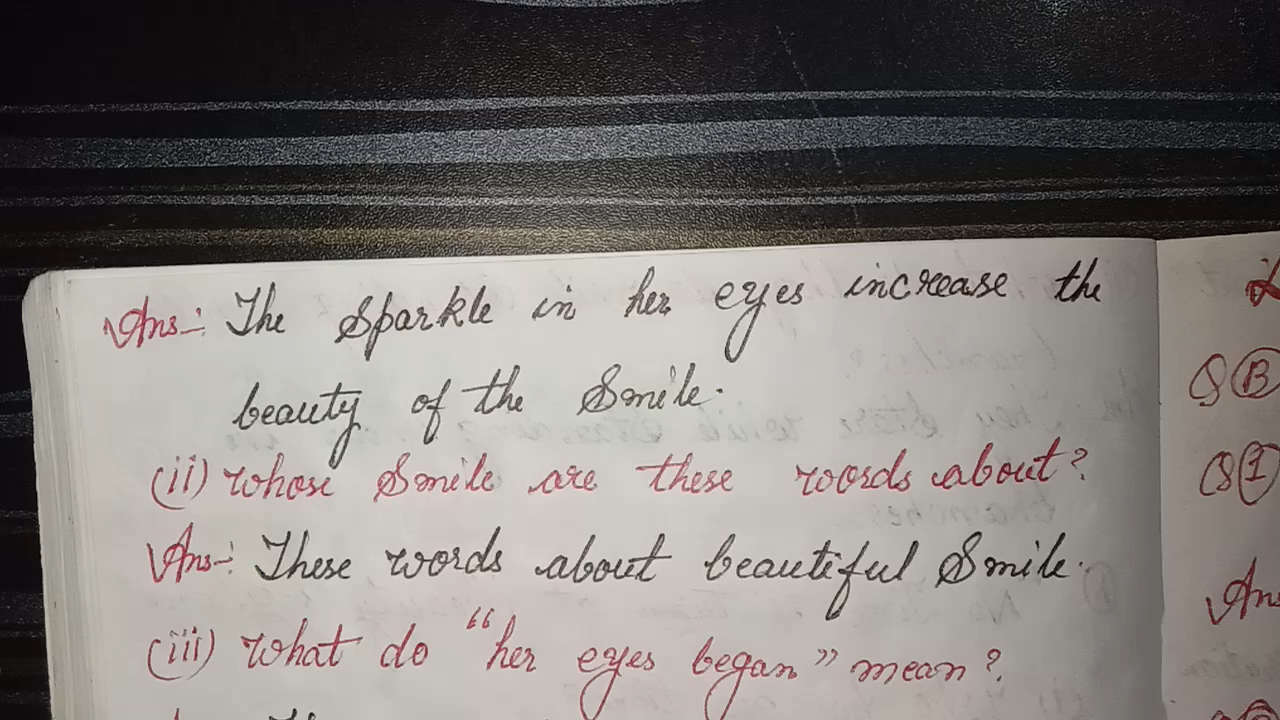 Ans-: The Sparkle in her eyes increase the
beauty of the Smile.
(ii) whose Smile are these words about?
Ans-: These words about beautiful Smile.
(iii) what do "her eyes began" mean?
Q B
Q I
Ans